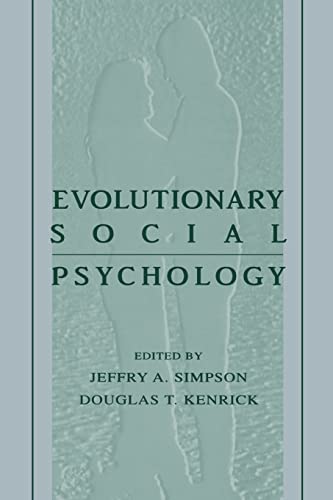 EVOLUTIONARY
SOCIAL
PSYCHOLOGY
EDITED BY
JEFFRY A. SIMPSON
DOUGLAS T. KENRICK